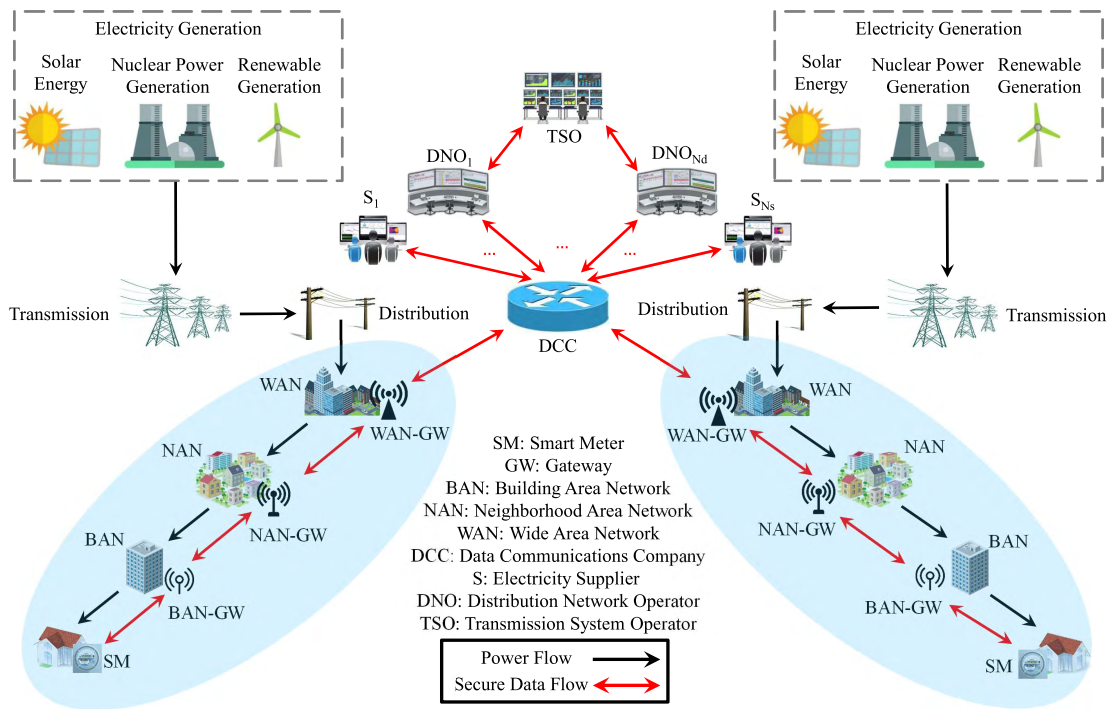 Electricity Generation
Solar
Energy
Nuclear Power
Generation
Renewable
Generation
TSO
DNO1
DNONd
S1
SNs
...
...
...
Electricity Generation
Solar
Energy
Nuclear Power
Generation
Renewable
Generation
Transmission
Distribution
DCC
Distribution
Transmission
WAN
WAN-GW
NAN
NAN-GW
BAN
BAN-GW
SM
WAN
WAN-GW
NAN
NAN-GW
BAN
BAN-GW
SM
SM: Smart Meter
GW: Gateway
BAN: Building Area Network
NAN: Neighborhood Area Network
WAN: Wide Area Network
DCC: Data Communications Company
S: Electricity Supplier
DNO: Distribution Network Operator
TSO: Transmission System Operator
Power Flow
Secure Data Flow